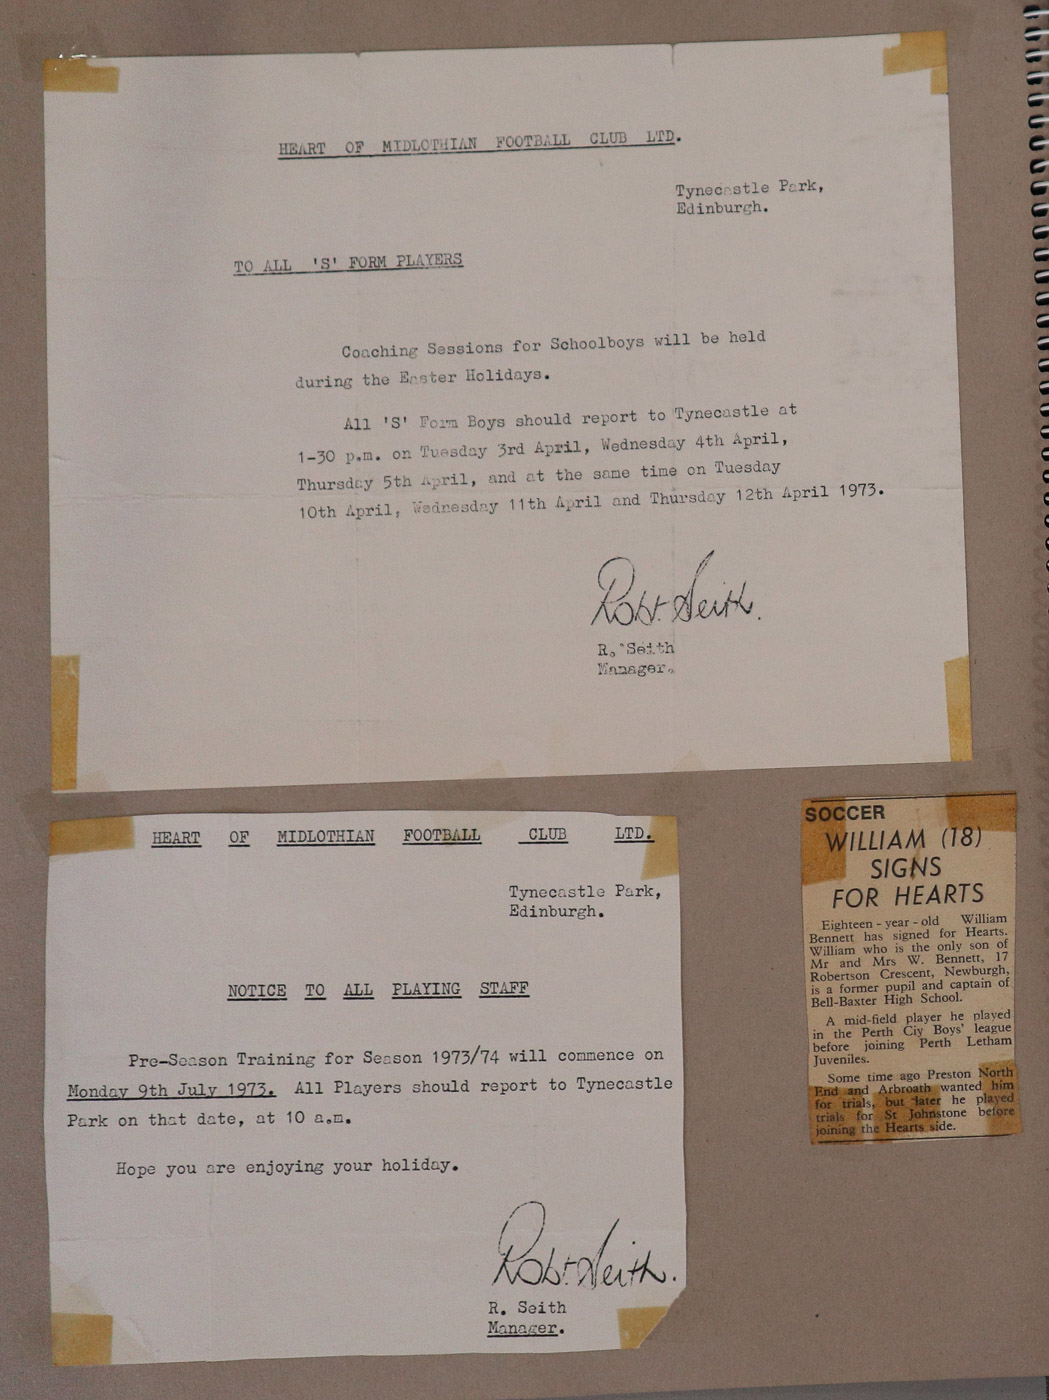 HEART OF MIDLOTHIAN FOOTBALL CLUB LTD.
Tynecastle Park,
Edinburgh.
TO ALL 'S' FORM PLAYERS
Coaching Sessions for Schoolboys will be held
during the Easter Holidays.
All 'S' Form Boys should report to Tynecastle at
1-30 p.m. on Tuesday 3rd April, Wednesday 4th April,
Thursday 5th April, and at the same time on Tuesday
10th April, Wednesday 11th April and Thursday 12th April 1973.
Robt. Seith.
R. Seith
Manager.
HEART OF MIDLOTHIAN FOOTBALL CLUB LTD.
Tynecastle Park,
Edinburgh.
NOTICE TO ALL PLAYING STAFF
Pre-Season Training for Season 1973/74 will commence on
Monday 9th July 1973. All Players should report to Tynecastle
Park on that date, at 10 a.m.
Hope you are enjoying your holiday.
Robt. Seith.
R. Seith
Manager.
SOCCER
WILLIAM (18)
SIGNS
FOR HEARTS
Eighteen-year-old William
Bennett has signed for Hearts.
William who is the only son of
Mr and Mrs W. Bennett, 17
Robertson Crescent, Newburgh,
is a former pupil and captain of
Bell-Baxter High School.
A mid-field player he played
in the Perth Ciy Boys' league
before joining Perth Letham
Juveniles.
Some time ago Preston North
End and Arbroath wanted him
for trials, but later he played
trials for St Johnstone before
joining the Hearts side.